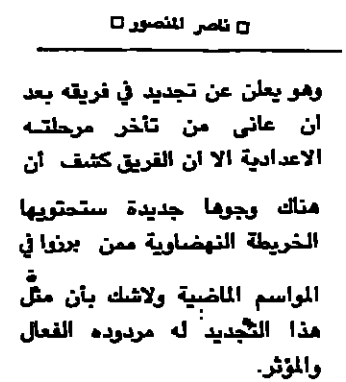 □ ناصر المنصور □
وهو يعلن عن تجديد في فريقه بعد
ان عانى من تأخر مرحلته
الاعدادية الا ان الفريق كشف أن
هناك وجوها جديدة ستحتويها
الخريطة النهضاوية ممن برزوا في
المواسم الماضية ولاشك بأن مثل
هذا التجديد له مردوده الفعال
والمؤثر.